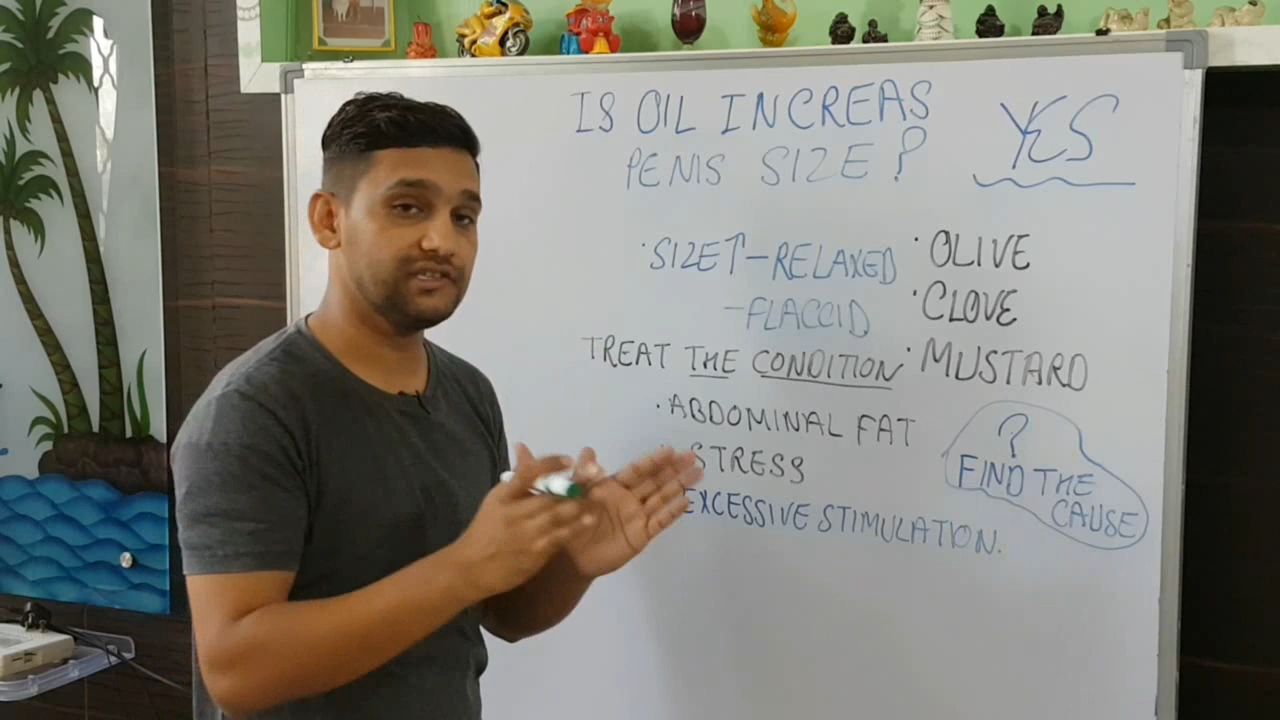 IS OIL INCREAS
PENIS SIZE?
YES
·SIZE↑-RELAXED
-FLACCID
·OLIVE
·CLOVE
·MUSTARD
TREAT THE CONDITION
·ABDOMINAL FAT
STRESS
EXCESSIVE STIMULATION.
?
FIND THE
CAUSE